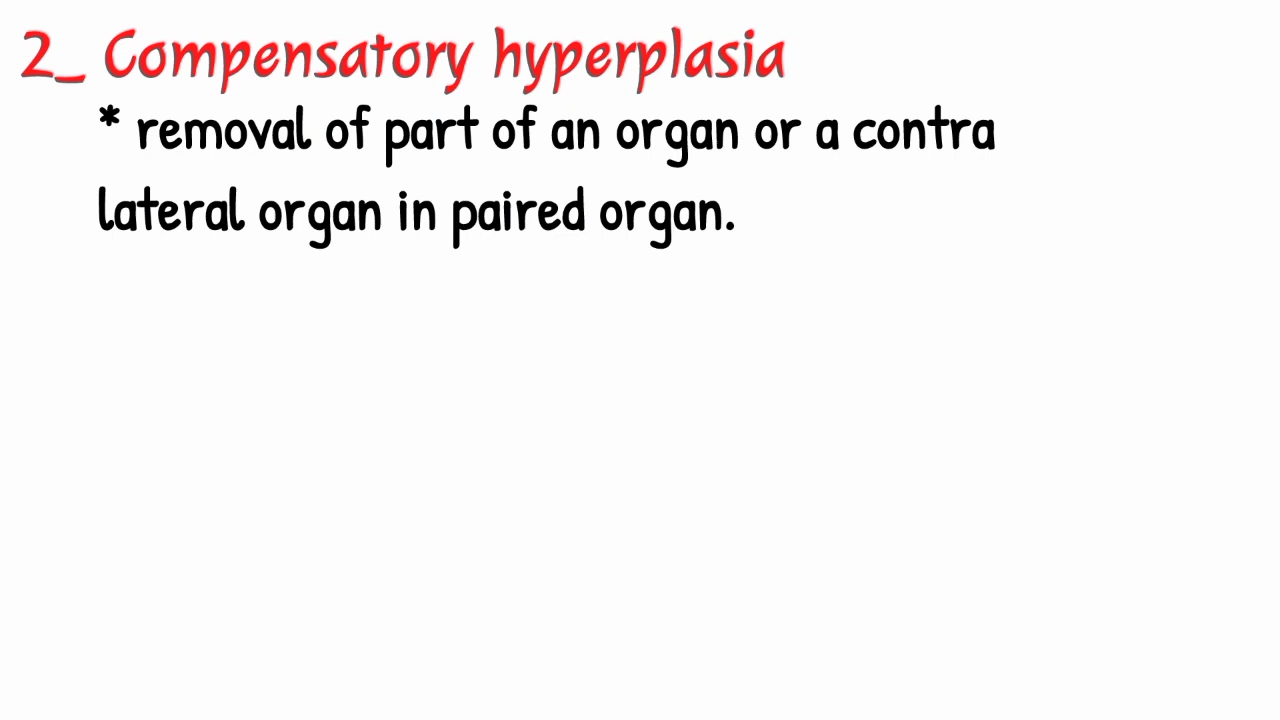 2_ Compensatory hyperplasia
* removal of part of an organ or a contra
lateral organ in paired organ.